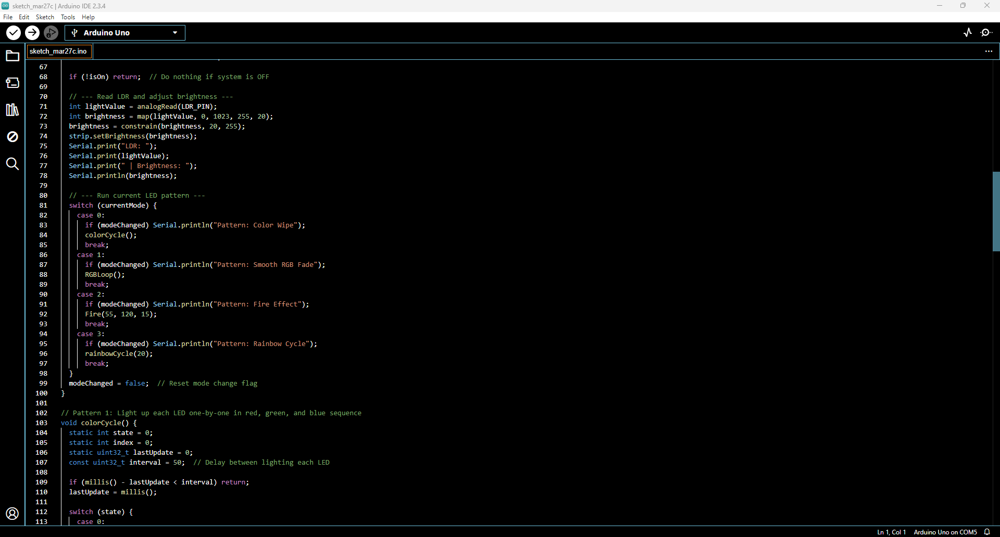 sketch_mar27c | Arduino IDE 2.3.4
File Edit Sketch Tools Help
Arduino Uno
sketch_mar27c.ino
67
68 if (!isOn) return; // Do nothing if system is OFF
69
70 // --- Read LDR and adjust brightness ---
71 int lightValue = analogRead(LDR_PIN);
72 int brightness = map(lightValue, 0, 1023, 255, 20);
73 brightness = constrain(brightness, 20, 255);
74 strip.setBrightness(brightness);
75 Serial.print("LDR: ");
76 Serial.print(lightValue);
77 Serial.print(" | Brightness: ");
78 Serial.println(brightness);
79
80 // --- Run current LED pattern ---
81 switch (currentMode) {
82 case 0:
83 if (modeChanged) Serial.println("Pattern: Color Wipe");
84 colorCycle();
85 break;
86 case 1:
87 if (modeChanged) Serial.println("Pattern: Smooth RGB Fade");
88 RGBLoop();
89 break;
90 case 2:
91 if (modeChanged) Serial.println("Pattern: Fire Effect");
92 Fire(55, 120, 15);
93 break;
94 case 3:
95 if (modeChanged) Serial.println("Pattern: Rainbow Cycle");
96 rainbowCycle(20);
97 break;
98 }
99 modeChanged = false; // Reset mode change flag
100 }
101
102 // Pattern 1: Light up each LED one-by-one in red, green, and blue sequence
103 void colorCycle() {
104 static int state = 0;
105 static int index = 0;
106 static uint32_t lastUpdate = 0;
107 const uint32_t interval = 50; // Delay between lighting each LED
108
109 if (millis() - lastUpdate < interval) return;
110 lastUpdate = millis();
111
112 switch (state) {
113 case 0:
Ln 1, Col 1 Arduino Uno on COM5